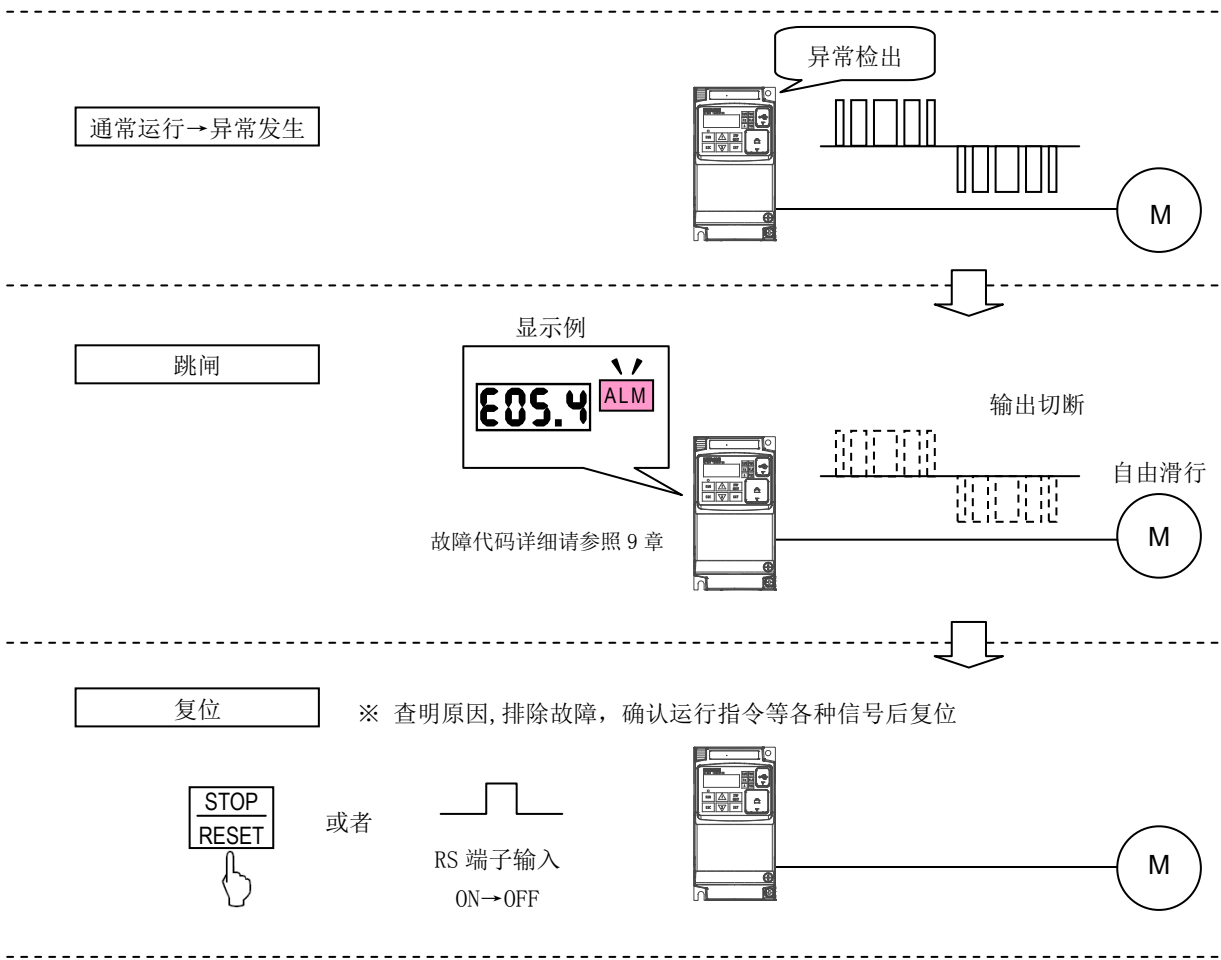 异常检出
通常运行→异常发生
M
显示例
跳闸
E05.4
ALM
输出切断
自由滑行
故障代码详细请参照 9 章
M
复位
※ 查明原因,排除故障，确认运行指令等各种信号后复位
STOP
RESET
或者
RS 端子输入
ON→OFF
M